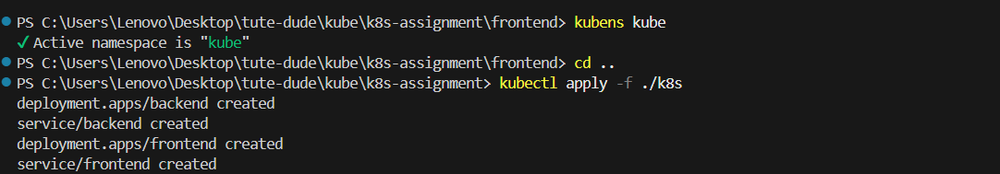 PS C:\Users\Lenovo\Desktop\tute-dude\kube\k8s-assignment\frontend> kubens kube
✓Active namespace is "kube"
PS C:\Users\Lenovo\Desktop\tute-dude\kube\k8s-assignment\frontend> cd ..
PS C:\Users\Lenovo\Desktop\tute-dude\kube\k8s-assignment> kubectl apply -f ./k8s
deployment.apps/backend created
service/backend created
deployment.apps/frontend created
service/frontend created